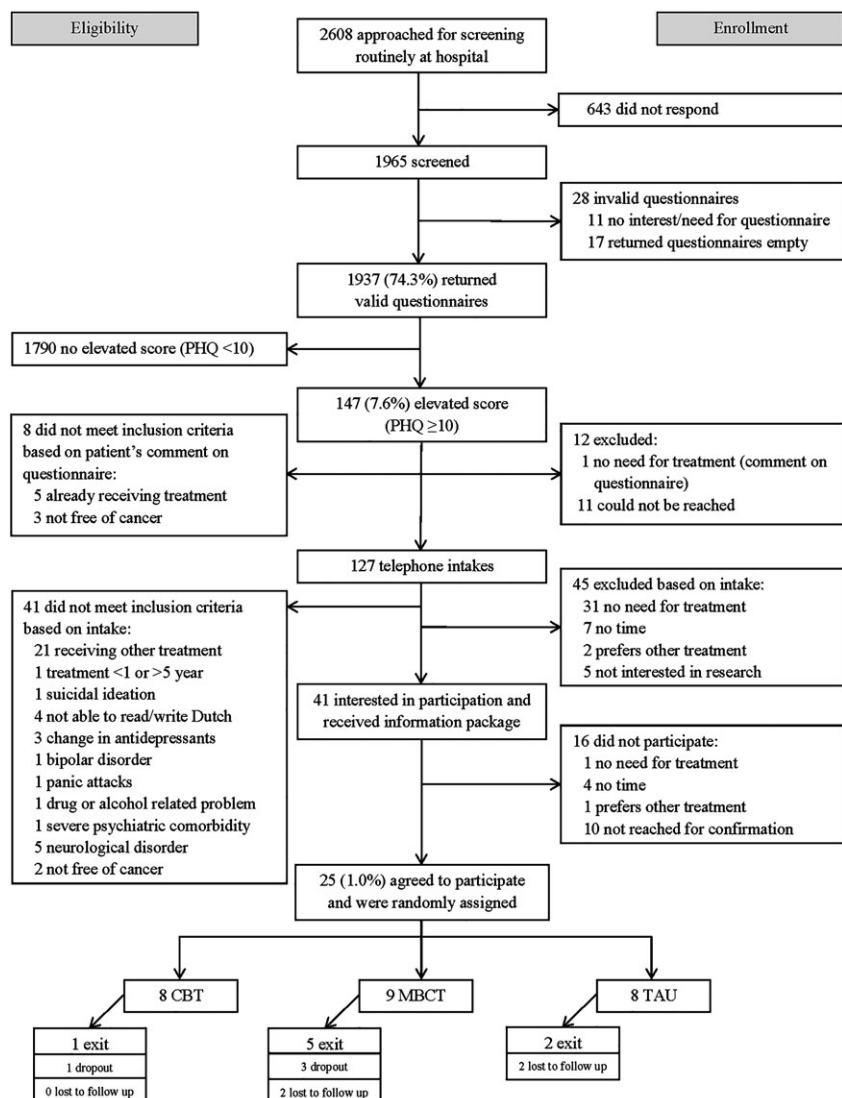 Eligibility
Enrollment
2608 approached for screening
routinely at hospital
643 did not respond
1965 screened
28 invalid questionnaires
11 no interest/need for questionnaire
17 returned questionnaires empty
1937 (74.3%) returned
valid questionnaires
1790 no elevated score (PHQ <10)
147 (7.6%) elevated score
(PHQ ≥10)
8 did not meet inclusion criteria
based on patient's comment on
questionnaire:
5 already receiving treatment
3 not free of cancer
12 excluded:
1 no need for treatment (comment on
questionnaire)
11 could not be reached
127 telephone intakes
41 did not meet inclusion criteria
based on intake:
21 receiving other treatment
1 treatment <1 or >5 year
1 suicidal ideation
4 not able to read/write Dutch
3 change in antidepressants
1 bipolar disorder
1 panic attacks
1 drug or alcohol related problem
1 severe psychiatric comorbidity
5 neurological disorder
2 not free of cancer
45 excluded based on intake:
31 no need for treatment
7 no time
2 prefers other treatment
5 not interested in research
41 interested in participation and
received information package
16 did not participate:
1 no need for treatment
4 no time
1 prefers other treatment
10 not reached for confirmation
25 (1.0%) agreed to participate
and were randomly assigned
8 CBT
9 MBCT
8 TAU
1 exit
1 dropout
0 lost to follow up
5 exit
3 dropout
2 lost to follow up
2 exit
2 lost to follow up